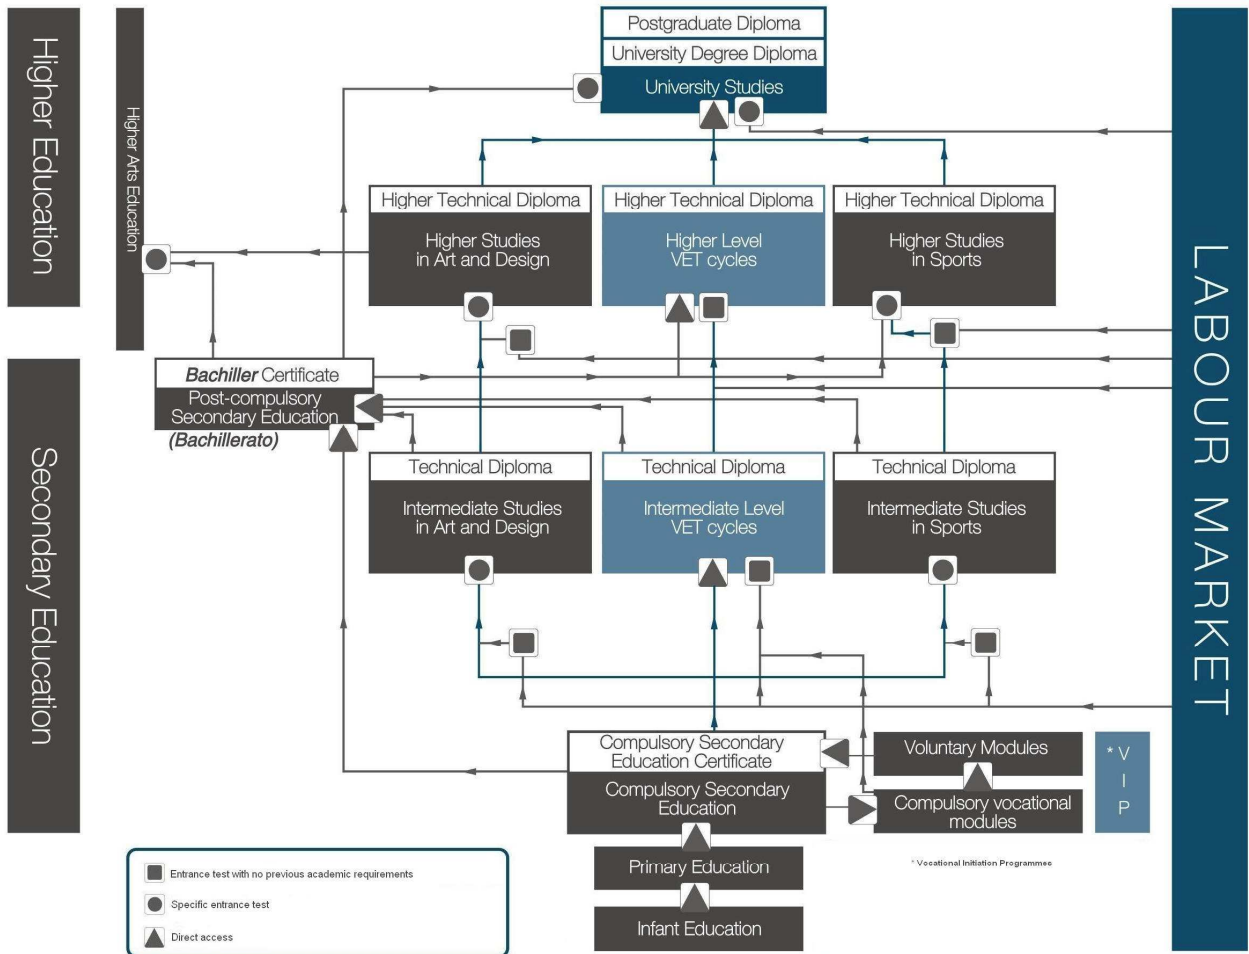 Higher Education
Higher Arts Education
Postgraduate Diploma
University Degree Diploma
University Studies
Higher Technical Diploma
Higher Studies
in Art and Design
Higher Technical Diploma
Higher Level
VET cycles
Higher Technical Diploma
Higher Studies
in Sports
LABOUR MARKET
Secondary Education
Bachiller Certificate
Post-compulsory
Secondary Education
(Bachillerato)
Technical Diploma
Intermediate Studies
in Art and Design
Technical Diploma
Intermediate Level
VET cycles
Technical Diploma
Intermediate Studies
in Sports
Compulsory Secondary
Education Certificate
Compulsory Secondary
Education
Voluntary Modules
Compulsory vocational
modules
* V
I
P
* Vocational Initiation Programmes
Primary Education
Infant Education
Entrance test with no previous academic requirements
Specific entrance test
Direct access